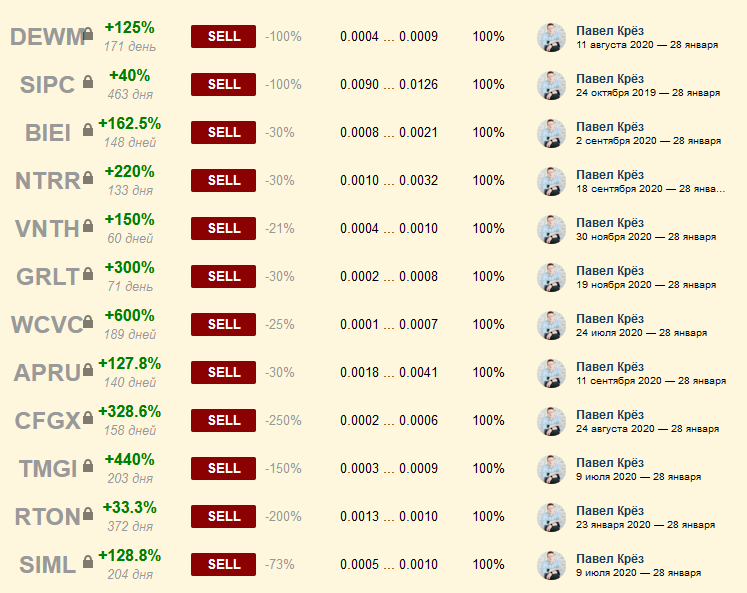 DEWM +125% 171 день SELL -100% 0.0004 ... 0.0009 100% Павел Крёз 11 августа 2020 — 28 января
SIPC +40% 463 дня SELL -100% 0.0090 ... 0.0126 100% Павел Крёз 24 октября 2019 — 28 января
BIEI +162.5% 148 дней SELL -30% 0.0008 ... 0.0021 100% Павел Крёз 2 сентября 2020 — 28 января
NTRR +220% 133 дня SELL -30% 0.0010 ... 0.0032 100% Павел Крёз 18 сентября 2020 — 28 янва...
VNTH +150% 60 дней SELL -21% 0.0004 ... 0.0010 100% Павел Крёз 30 ноября 2020 — 28 января
GRLT +300% 71 день SELL -30% 0.0002 ... 0.0008 100% Павел Крёз 19 ноября 2020 — 28 января
WCVC +600% 189 дней SELL -25% 0.0001 ... 0.0007 100% Павел Крёз 24 июля 2020 — 28 января
APRU +127.8% 140 дней SELL -30% 0.0018 ... 0.0041 100% Павел Крёз 11 сентября 2020 — 28 января
CFGX +328.6% 158 дней SELL -250% 0.0002 ... 0.0006 100% Павел Крёз 24 августа 2020 — 28 января
TMGI +440% 203 дня SELL -150% 0.0003 ... 0.0009 100% Павел Крёз 9 июля 2020 — 28 января
RTON +33.3% 372 дня SELL -200% 0.0013 ... 0.0010 100% Павел Крёз 23 января 2020 — 28 января
SIML +128.8% 204 дня SELL -73% 0.0005 ... 0.0010 100% Павел Крёз 9 июля 2020 — 28 января